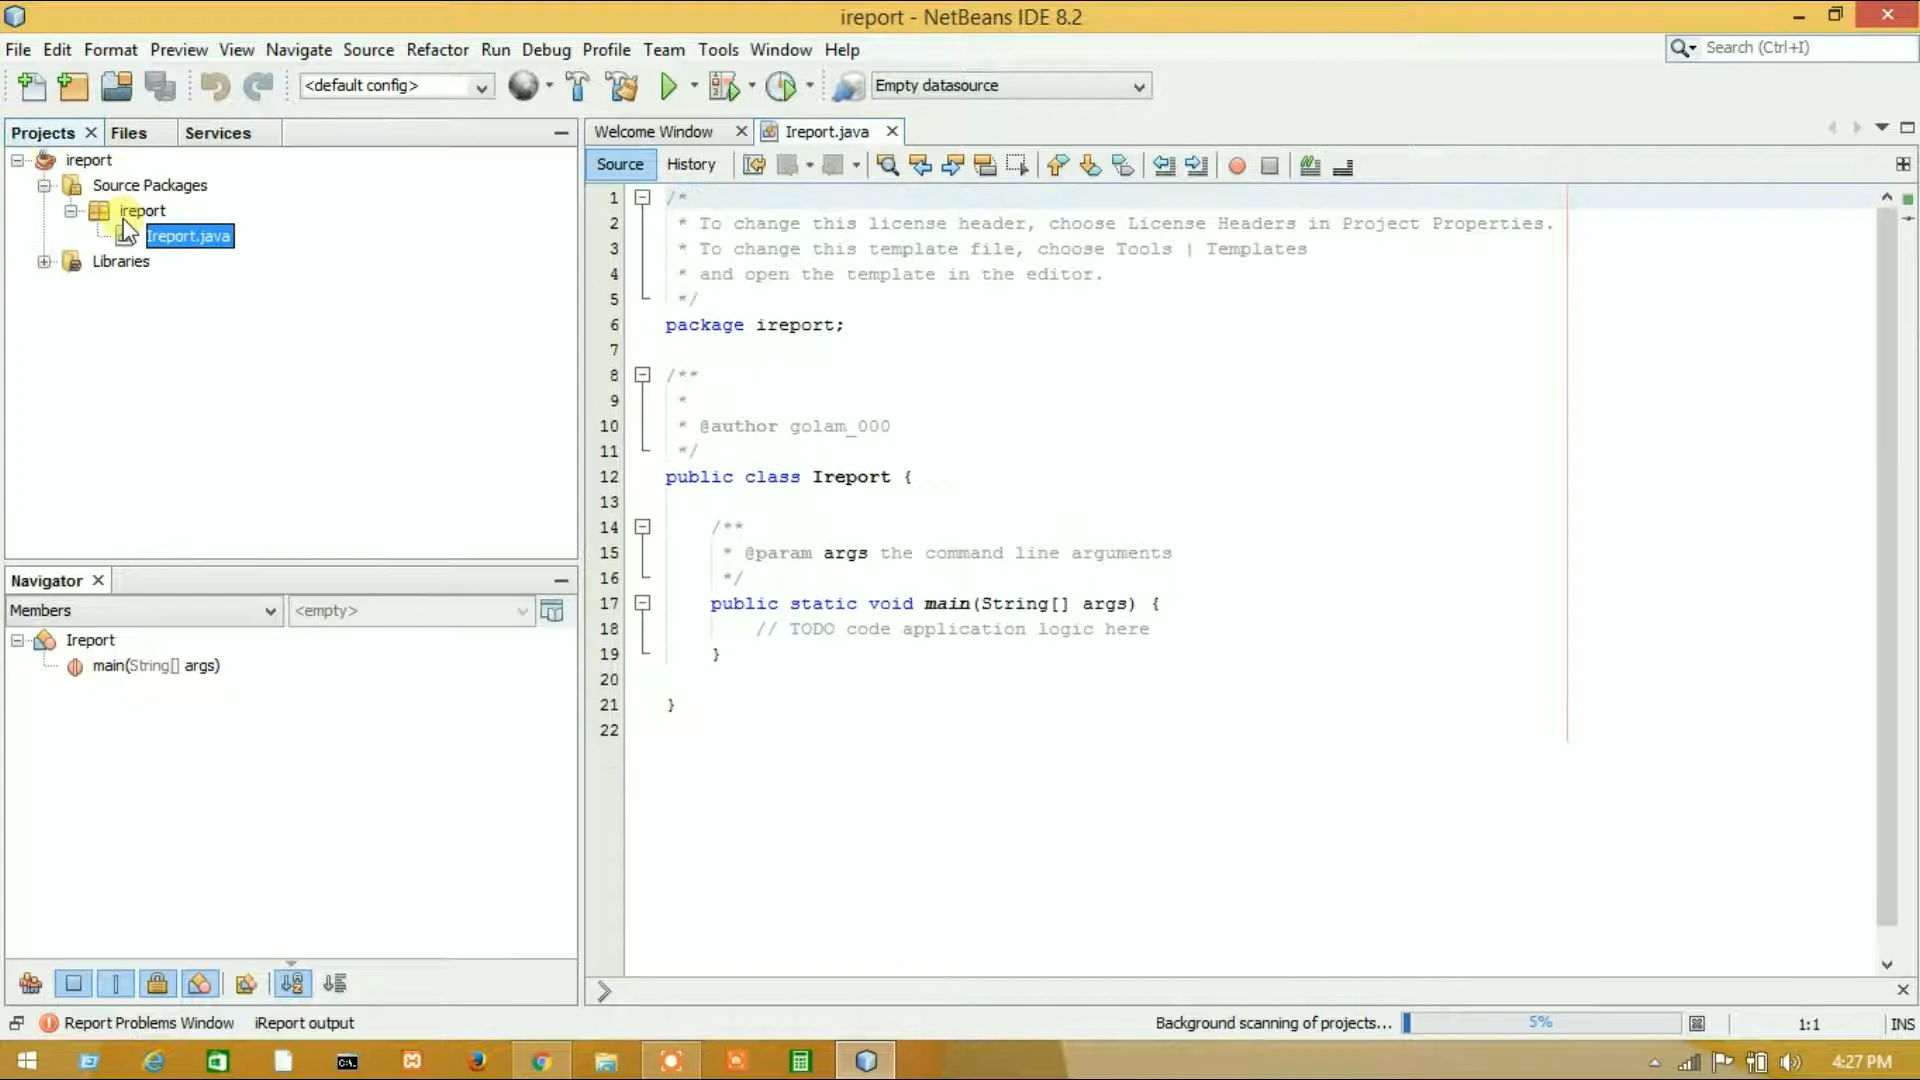 ireport - NetBeans IDE 8.2
File Edit Format Preview View Navigate Source Refactor Run Debug Profile Team Tools Window Help
Search (Ctrl+I)
<default config>
Empty datasource
Projects Files Services
Welcome Window Ireport.java
Source History
ireport
Source Packages
ireport
Ireport.java
Libraries
1 /*
2 * To change this license header, choose License Headers in Project Properties.
3 * To change this template file, choose Tools | Templates
4 * and open the template in the editor.
5 */
6 package ireport;
7
8 /**
9 *
10 * @author golam_000
11 */
12 public class Ireport {
13
14 /**
15 * @param args the command line arguments
16 */
17 public static void main(String[] args) {
18 // TODO code application logic here
19 }
20
21 }
22
Navigator
Members
<empty>
Ireport
main(String[] args)
Report Problems Window iReport output
Background scanning of projects... 5%
1:1
INS
4:27 PM